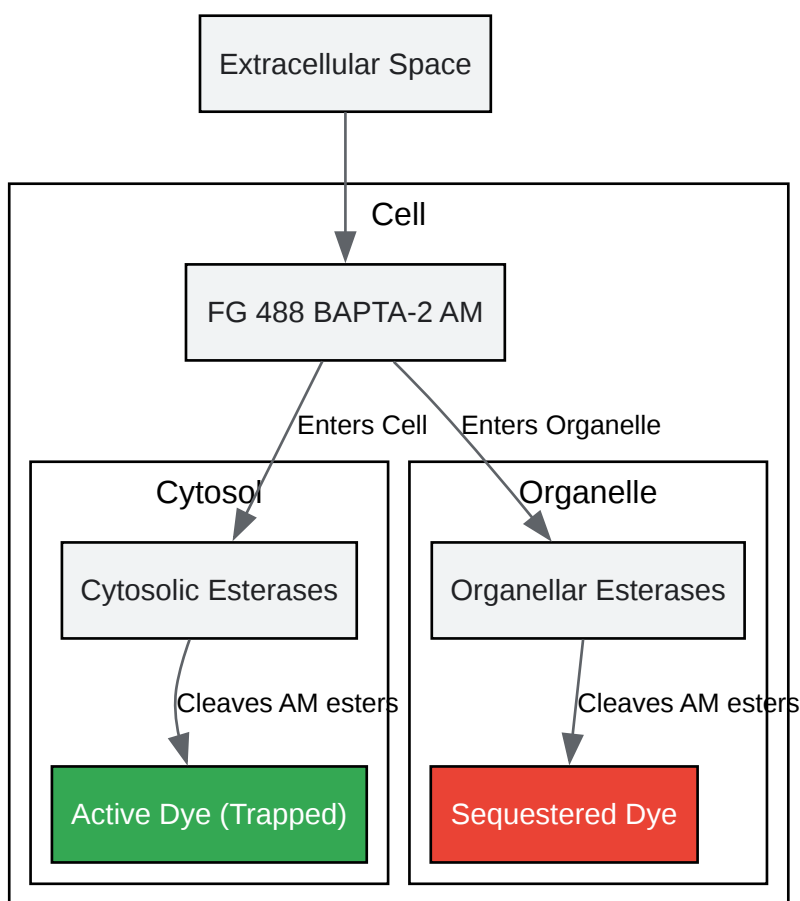 Extracellular Space
Cell
FG 488 BAPTA-2 AM
Enters Cell
Enters Organelle
Cytosol
Organelle
Cytosolic Esterases
Organellar Esterases
Cleaves AM esters
Cleaves AM esters
Active Dye (Trapped)
Sequestered Dye